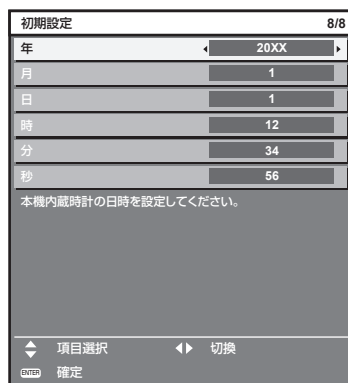 初期設定 8/8
年 20XX
月 1
日 1
時 12
分 34
秒 56
本機内蔵時計の日時を設定してください。
項目選択 切換
ENTER 確定